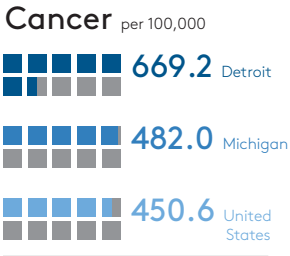 Cancer per 100,000
669.2 Detroit
482.0 Michigan
450.6 United
States